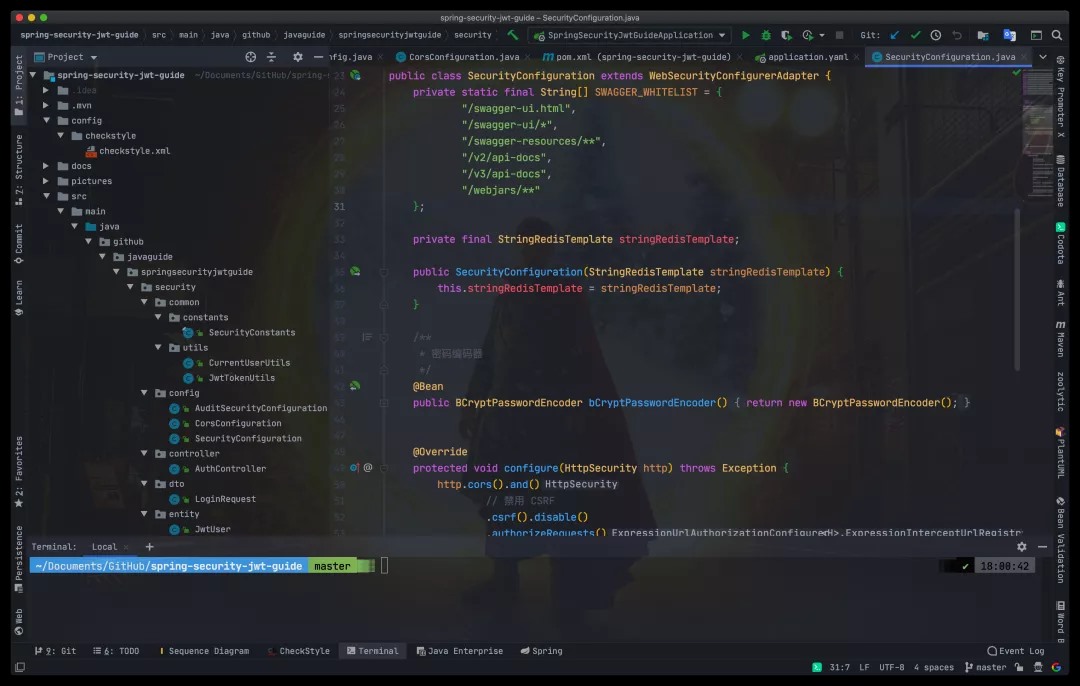 spring-security-jwt-guide – SecurityConfiguration.java
spring-security-jwt-guide src main java github javaguide springsecurityjwtguide security SpringSecurityJwtGuideApplication Git:
Project fig.java CorsConfiguration.java pom.xml (spring-security-jwt-guide) application.yaml SecurityConfiguration.java
spring-security-jwt-guide ~/Documents/GitHub/spring-
.idea
.mvn
config
checkstyle
checkstyle.xml
docs
pictures
src
main
java
github
javaguide
springsecurityjwtguide
security
common
constants
SecurityConstants
utils
CurrentUserUtils
JwtTokenUtils
config
AuditSecurityConfiguration
CorsConfiguration
SecurityConfiguration
controller
AuthController
dto
LoginRequest
entity
JwtUser
23 public class SecurityConfiguration extends WebSecurityConfigurerAdapter {
24 private static final String[] SWAGGER_WHITELIST = {
25 "/swagger-ui.html",
26 "/swagger-ui/*",
27 "/swagger-resources/**",
28 "/v2/api-docs",
29 "/v3/api-docs",
30 "/webjars/**"
31 };
32
33 private final StringRedisTemplate stringRedisTemplate;
35 public SecurityConfiguration(StringRedisTemplate stringRedisTemplate) {
36 this.stringRedisTemplate = stringRedisTemplate;
37 }
/**
* 密码编码器
*/
42 @Bean
public BCryptPasswordEncoder bCryptPasswordEncoder() { return new BCryptPasswordEncoder(); }
@Override
49 protected void configure(HttpSecurity http) throws Exception {
50 http.cors().and() HttpSecurity
51 // 禁用 CSRF
52 .csrf().disable()
53 .authorizeRequests() ExpressionUrlAuthorizationConfigurer<H>.ExpressionInterceptUrlRegistr
1: Project
7: Structure
Commit
Learn
2: Favorites
Persistence
Web
Key Promoter X
Database
Codota
Ant
Maven
zoolytic
PlantUML
Bean Validation
Word B
Terminal: Local × +
~/Documents/GitHub/spring-security-jwt-guide master ✔ 18:00:42
9: Git 6: TODO Sequence Diagram CheckStyle Terminal Java Enterprise Spring Event Log
31:7 LF UTF-8 4 spaces master